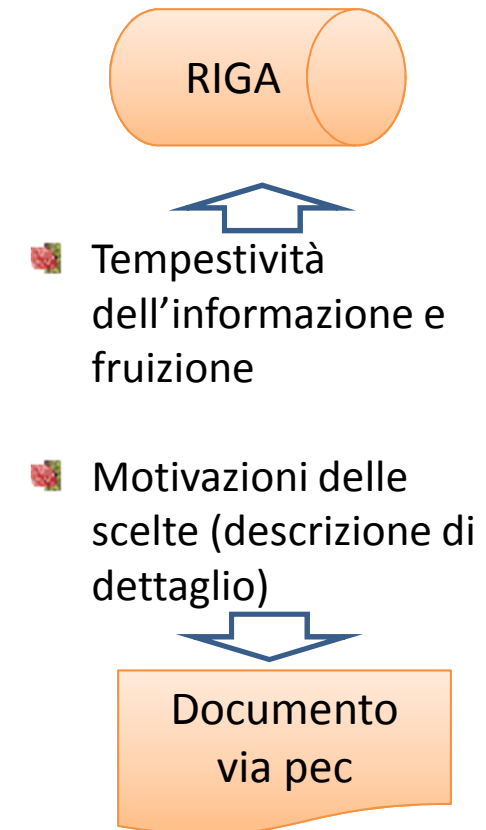 RIGA
Tempestività
dell’informazione e
fruizione
Motivazioni delle
scelte (descrizione di
dettaglio)
Documento
via pec